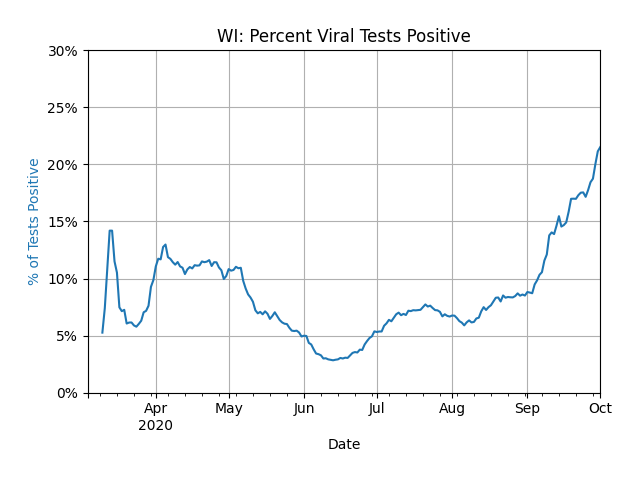 WI: Percent Viral Tests Positive
30%
25%
20%
15%
10%
5%
0%
% of Tests Positive
Apr May Jun Jul Aug Sep Oct
2020
Date